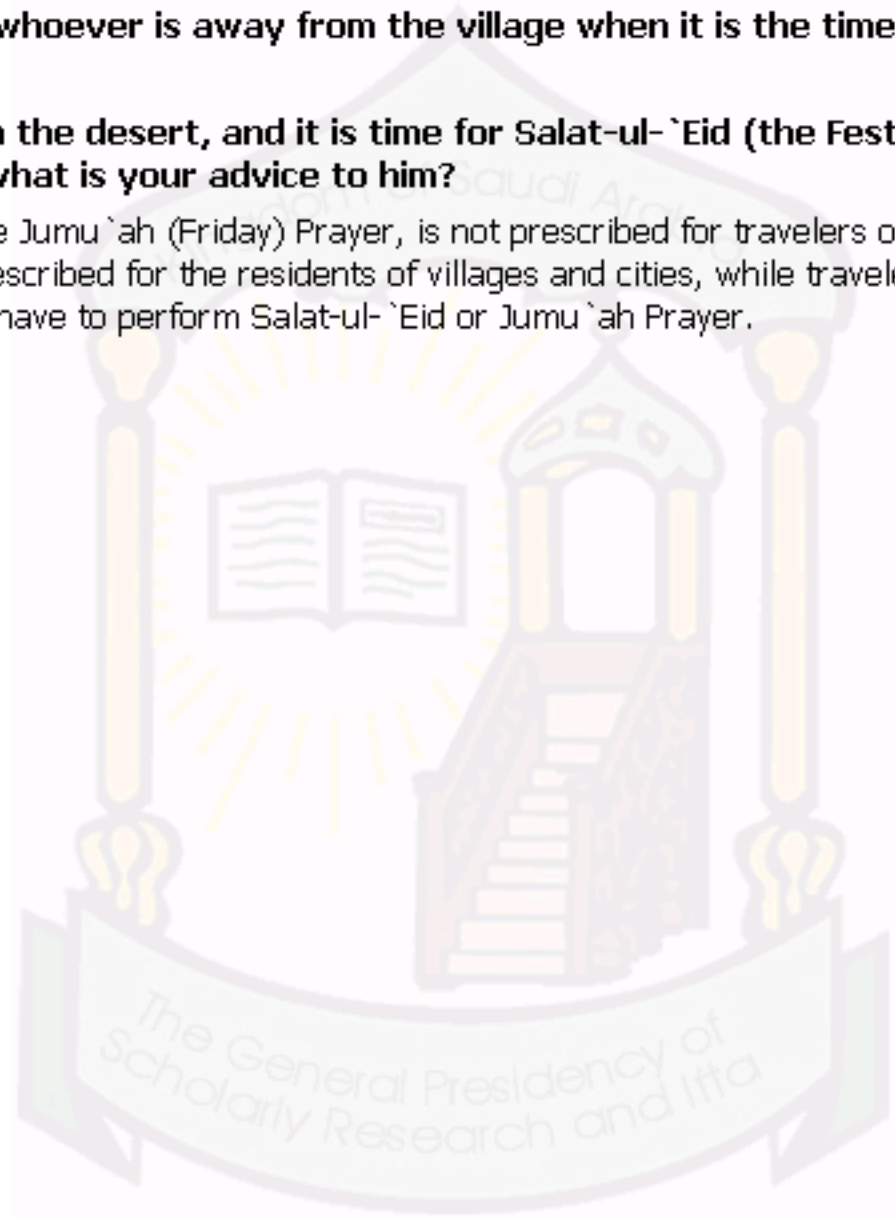 whoever is away from the village when it is the time
the desert, and it is time for Salat-ul-`Eid (the Fest
what is your advice to him?
e Jumu`ah (Friday) Prayer, is not prescribed for travelers o
escribed for the residents of villages and cities, while travele
have to perform Salat-ul-`Eid or Jumu`ah Prayer.
Kingdom of Saudi Arabia
The General Presidency of
Scholarly Research and Ifta